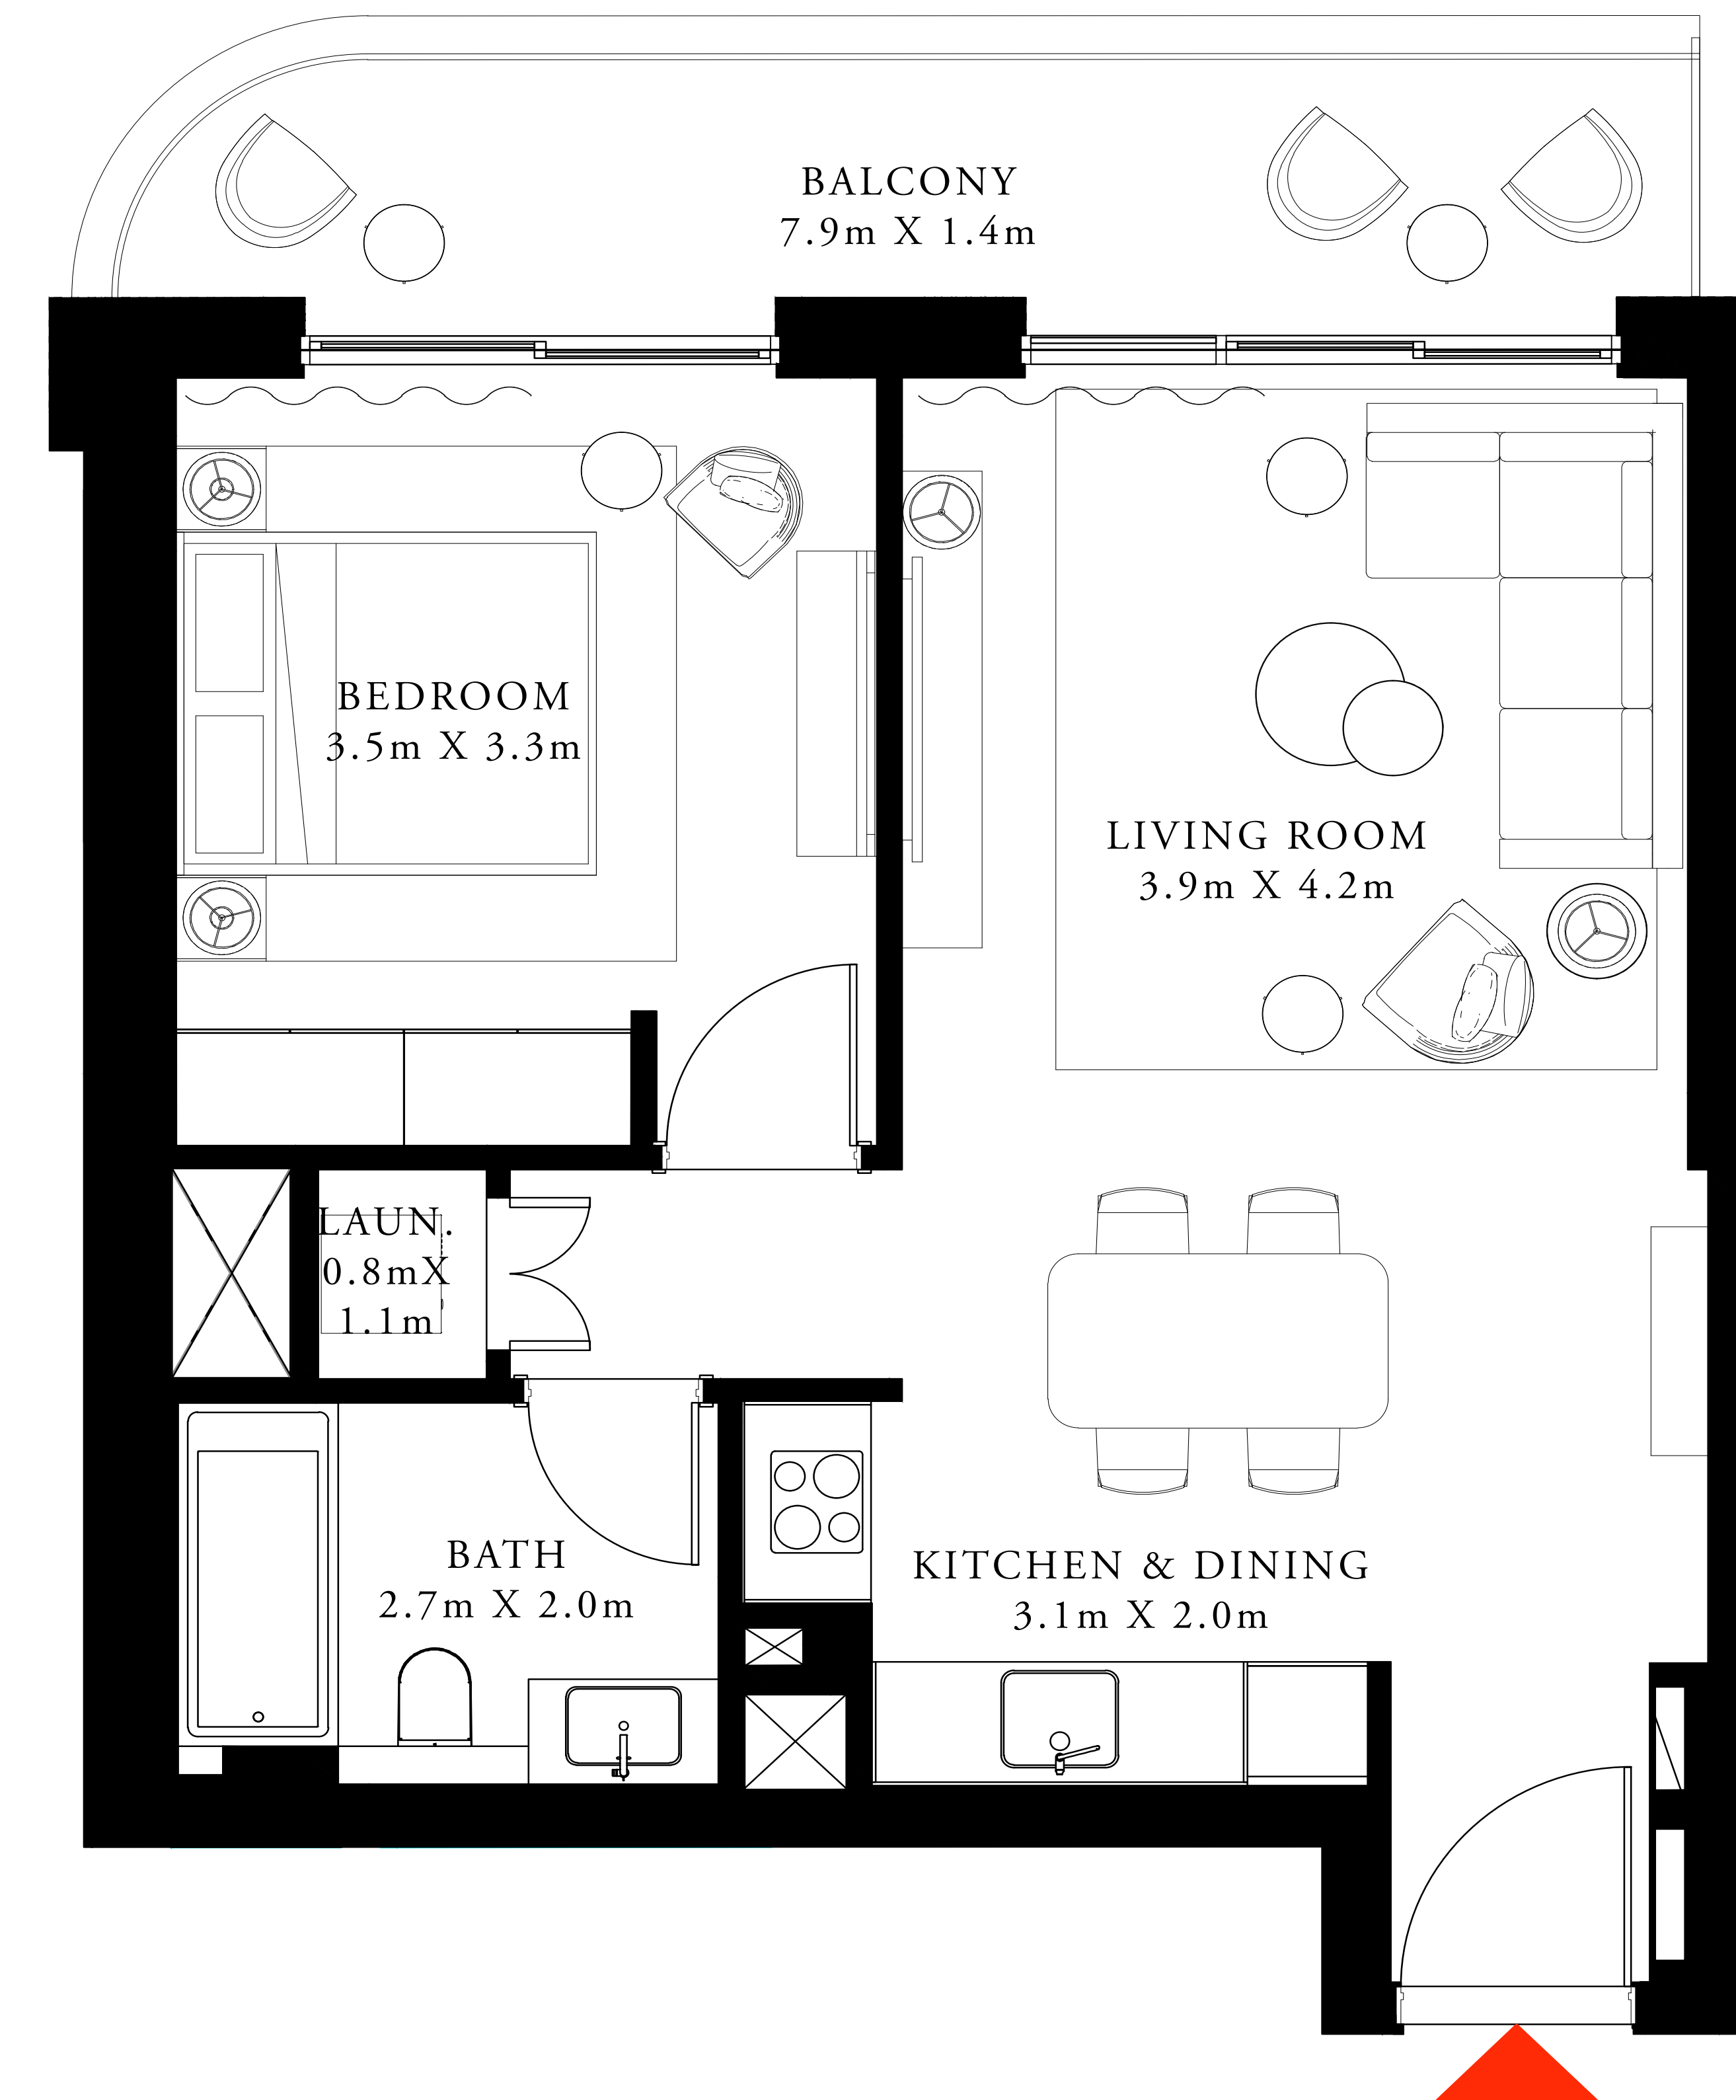 BALCONY
7.9m X 1.4m
BEDROOM
3.5m X 3.3m
LIVING ROOM
3.9m X 4.2m
LAUN.
0.8mX
1.1m
BATH
2.7m X 2.0m
KITCHEN & DINING
3.1m X 2.0m